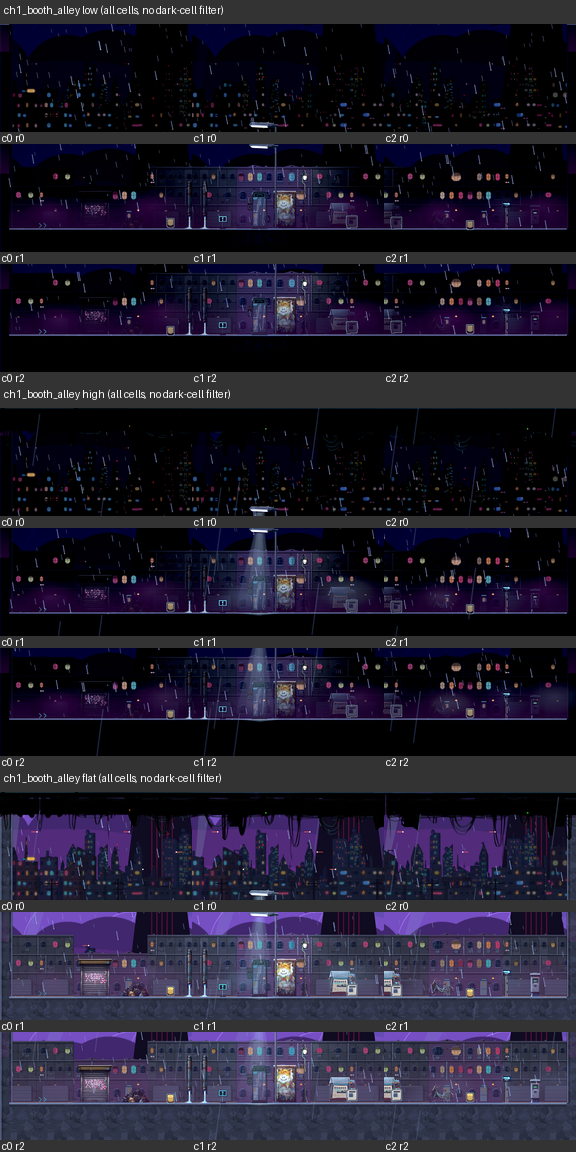 ch1_booth_alley low (all cells, no dark-cell filter)
c0 r0 c1 r0 c2 r0
c0 r1 c1 r1 c2 r1
c0 r2 c1 r2 c2 r2
ch1_booth_alley high (all cells, no dark-cell filter)
c0 r0 c1 r0 c2 r0
c0 r1 c1 r1 c2 r1
c0 r2 c1 r2 c2 r2
ch1_booth_alley flat (all cells, no dark-cell filter)
c0 r0 c1 r0 c2 r0
c0 r1 c1 r1 c2 r1
c0 r2 c1 r2 c2 r2